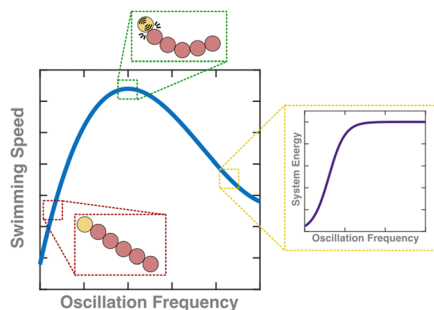 Swimming Speed
Oscillation Frequency
System Energy
Oscillation Frequency